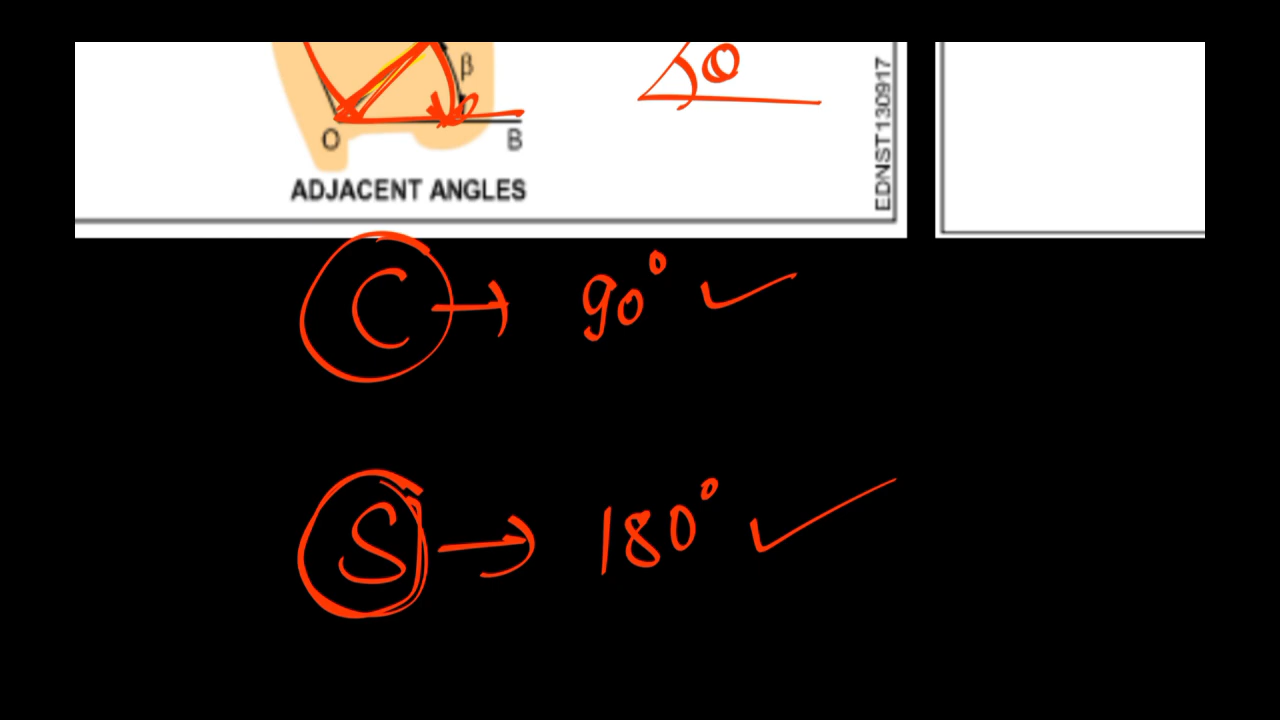 β
θ
O B
ADJACENT ANGLES
EDNST130917
C → 90° ✓
S → 180° ✓